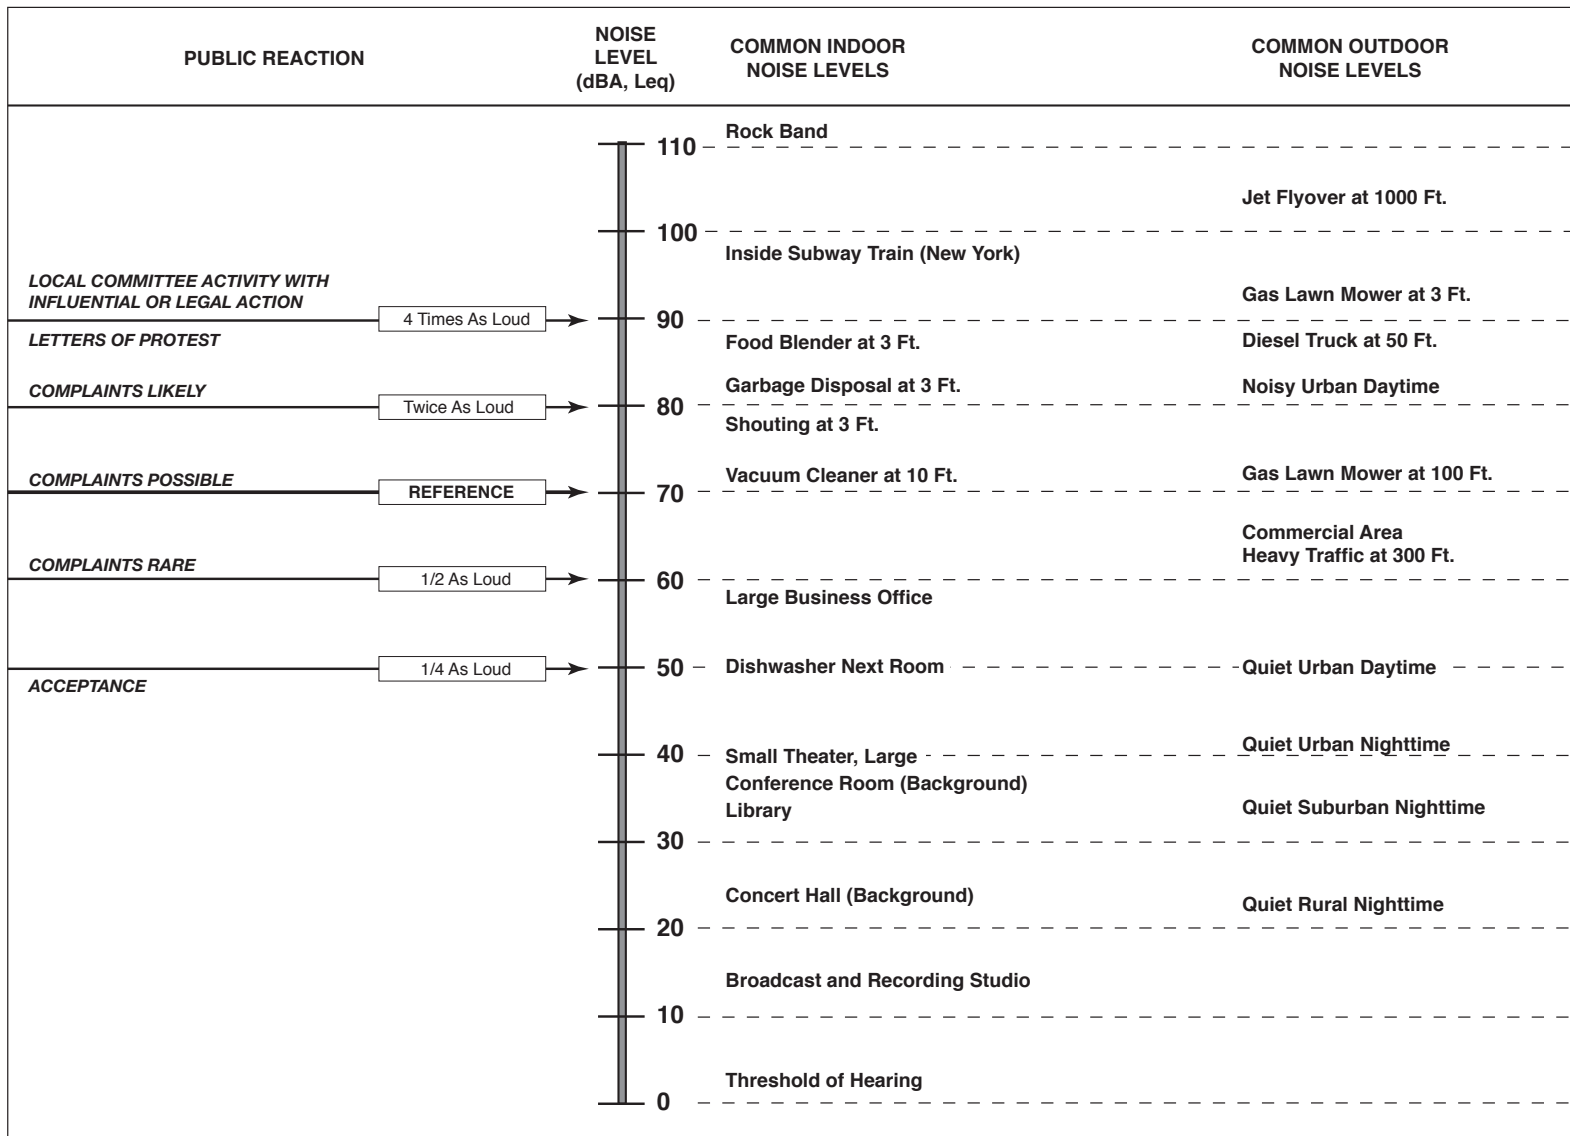 PUBLIC REACTION
NOISE
LEVEL
(dBA, Leq)
COMMON INDOOR
NOISE LEVELS
COMMON OUTDOOR
NOISE LEVELS
Rock Band
110
Jet Flyover at 1000 Ft.
100
Inside Subway Train (New York)
LOCAL COMMITTEE ACTIVITY WITH
INFLUENTIAL OR LEGAL ACTION
Gas Lawn Mower at 3 Ft.
4 Times As Loud
90
LETTERS OF PROTEST
Food Blender at 3 Ft.
Diesel Truck at 50 Ft.
COMPLAINTS LIKELY
Garbage Disposal at 3 Ft.
Noisy Urban Daytime
Twice As Loud
80
Shouting at 3 Ft.
COMPLAINTS POSSIBLE
Vacuum Cleaner at 10 Ft.
Gas Lawn Mower at 100 Ft.
REFERENCE
70
Commercial Area
Heavy Traffic at 300 Ft.
COMPLAINTS RARE
1/2 As Loud
60
Large Business Office
1/4 As Loud
50
Dishwasher Next Room
Quiet Urban Daytime
ACCEPTANCE
Quiet Urban Nighttime
40
Small Theater, Large
Conference Room (Background)
Library
Quiet Suburban Nighttime
30
Concert Hall (Background)
Quiet Rural Nighttime
20
Broadcast and Recording Studio
10
Threshold of Hearing
0